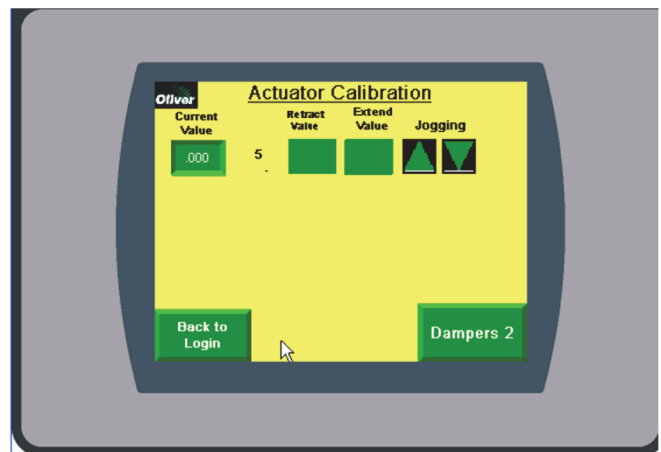 Oliver
Actuator Calibration
Current
Value
Retract
Value
Extend
Value
Jogging
.000
5
.
Back to
Login
Dampers 2